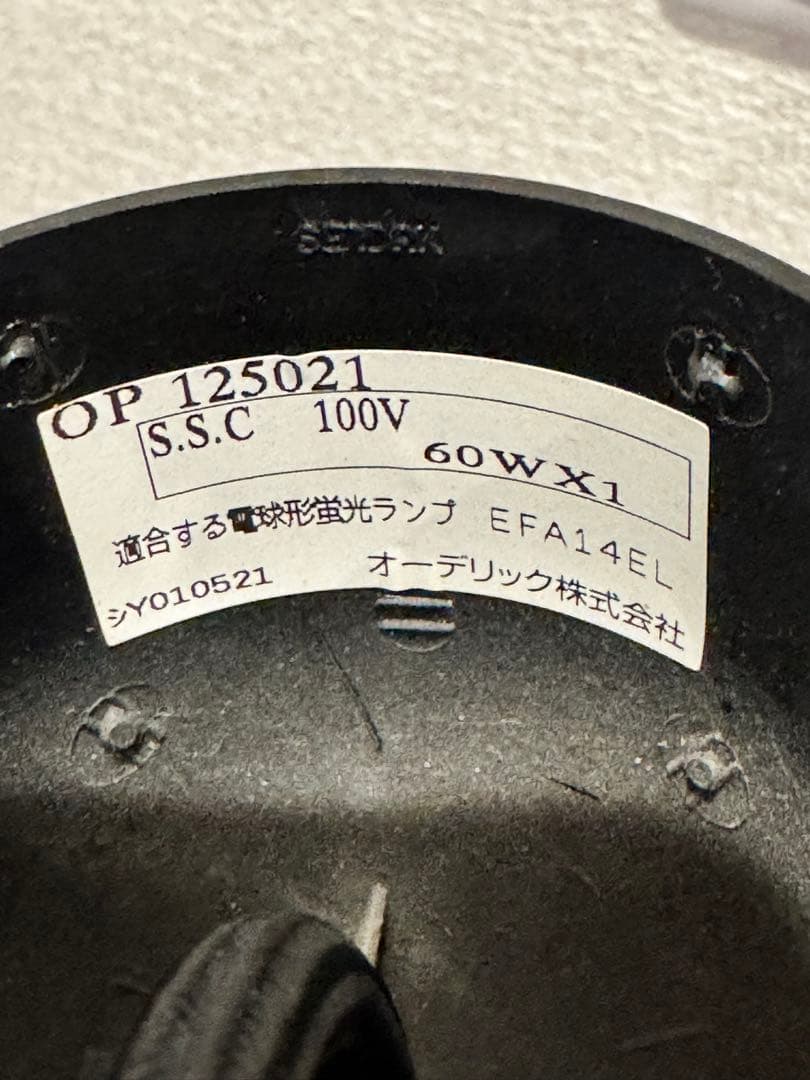 OP 125021
S.S.C 100V
60WX1
適合する電球形蛍光ランプ EFA14EL
シY010521 オーデリック株式会社